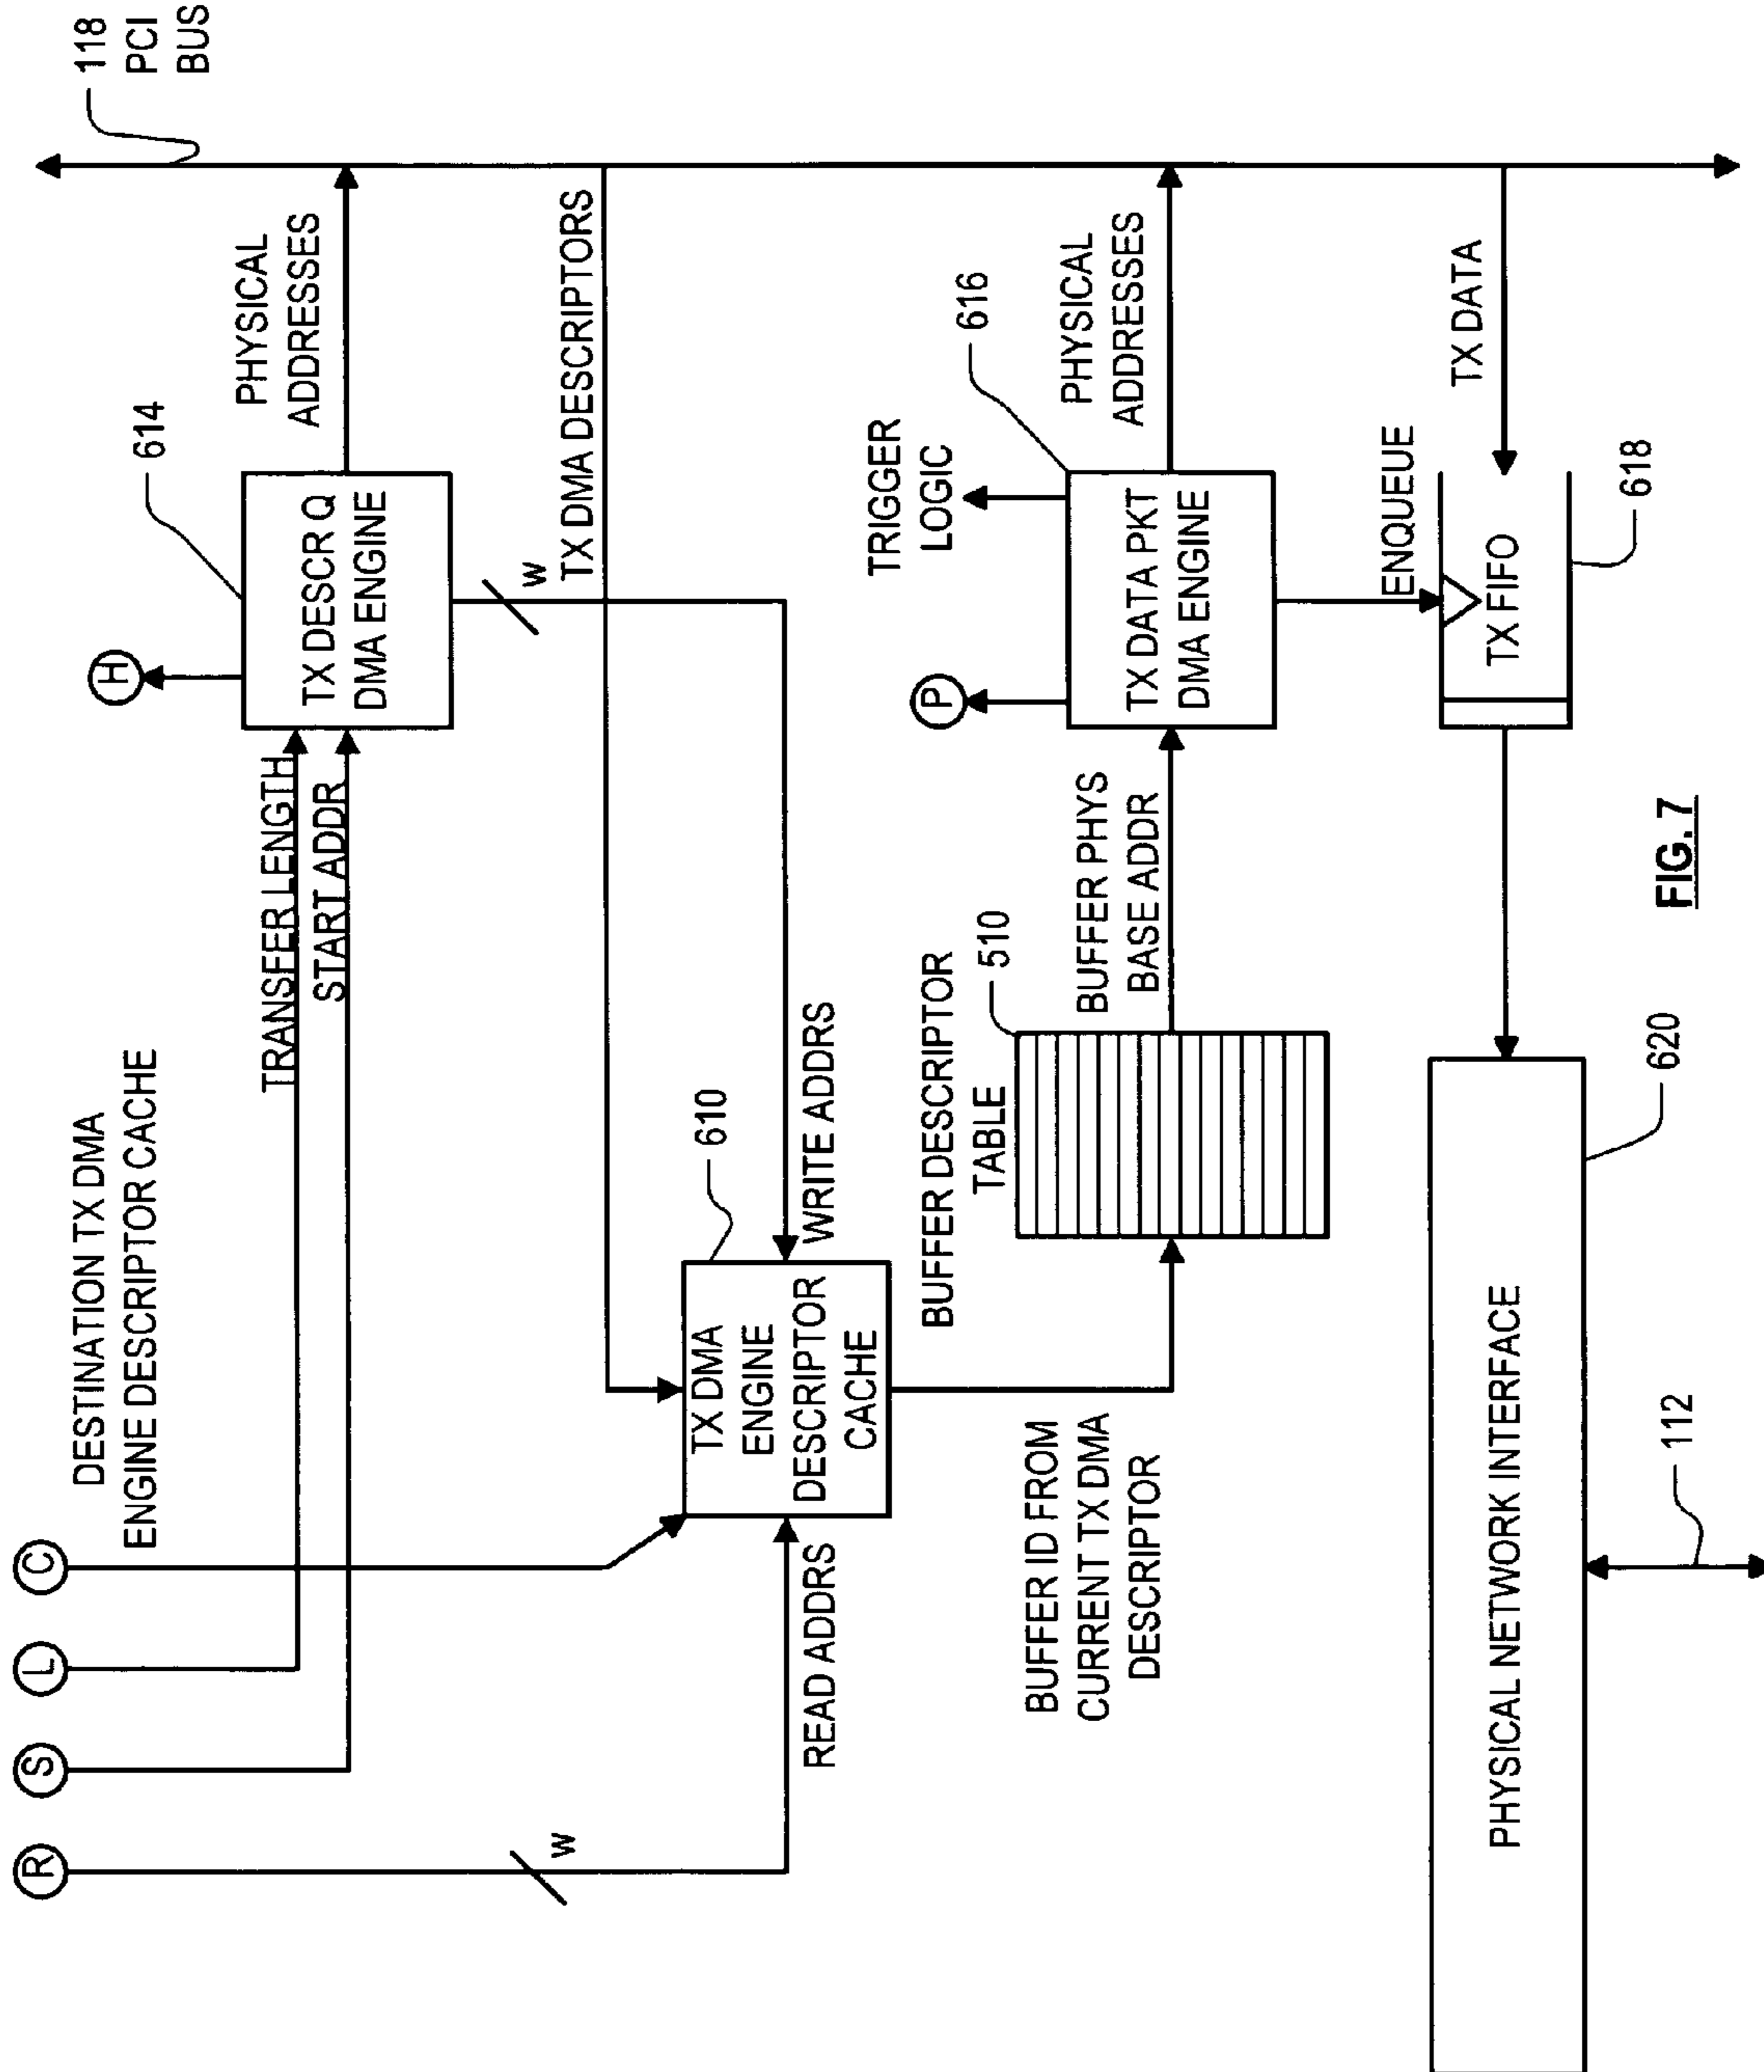 118
PCI
BUS
DESTINATION TX DMA
ENGINE DESCRIPTOR CACHE
R
S
L
C
H
614
TRANSFER LENGTH
START ADDR
TX DESCR Q
DMA ENGINE
PHYSICAL
ADDRESSES
W
TX DMA DESCRIPTORS
610
TX DMA
ENGINE
DESCRIPTOR
CACHE
W
READ ADDRS
WRITE ADDRS
TRIGGER
LOGIC
616
P
BUFFER DESCRIPTOR
TABLE
510
BUFFER ID FROM
CURRENT TX DMA
DESCRIPTOR
BUFFER PHYS
BASE ADDR
TX DATA PKT
DMA ENGINE
PHYSICAL
ADDRESSES
ENQUEUE
TX FIFO
TX DATA
618
PHYSICAL NETWORK INTERFACE
620
112
FIG. 7